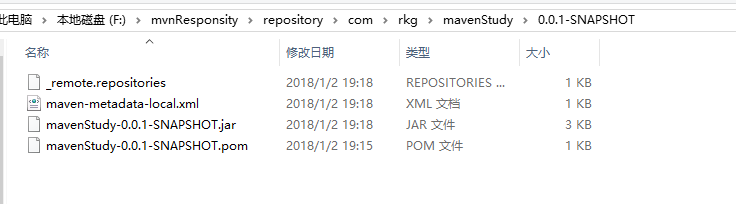 此电脑 > 本地磁盘 (F:) > mvnResponsity > repository > com > rkg > mavenStudy > 0.0.1-SNAPSHOT
名称 修改日期 类型 大小
_remote.repositories 2018/1/2 19:18 REPOSITORIES ... 1 KB
maven-metadata-local.xml 2018/1/2 19:18 XML 文档 1 KB
mavenStudy-0.0.1-SNAPSHOT.jar 2018/1/2 19:18 JAR 文件 3 KB
mavenStudy-0.0.1-SNAPSHOT.pom 2018/1/2 19:15 POM 文件 1 KB